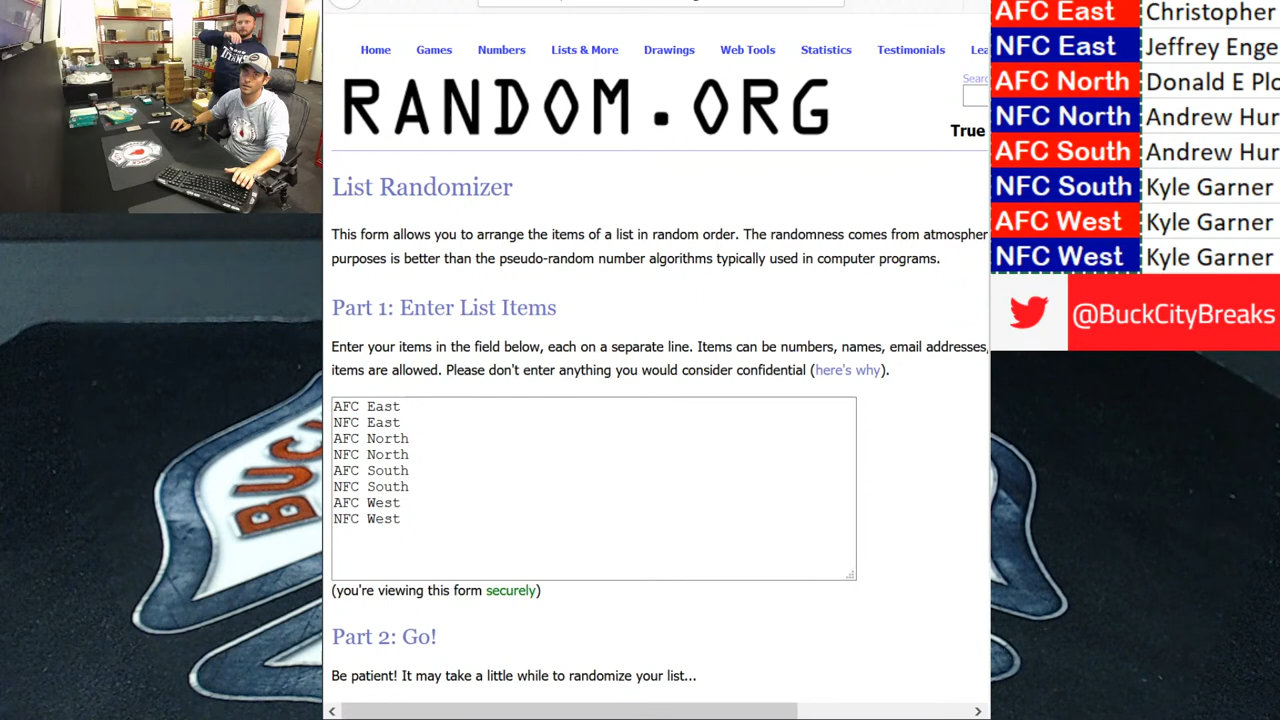 Home Games Numbers Lists & More Drawings Web Tools Statistics Testimonials
RANDOM.ORG
Search
True
List Randomizer
This form allows you to arrange the items of a list in random order. The randomness comes from
purposes is better than the pseudo-random number algorithms typically used in computer programs.
Part 1: Enter List Items
Enter your items in the field below, each on a separate line. Items can be numbers, names, email addresses,
items are allowed. Please don't enter anything you would consider confidential (here's why).
AFC East
NFC East
AFC North
NFC North
AFC South
NFC South
AFC West
NFC West
(you're viewing this form securely)
Part 2: Go!
Be patient! It may take a little while to randomize your list...
AFC East Christopher
NFC East Jeffrey Enge
AFC North Donald E Plo
NFC North Andrew Hur
AFC South Andrew Hur
NFC South Kyle Garner
AFC West Kyle Garner
NFC West Kyle Garner
@BuckCityBreaks
BUC